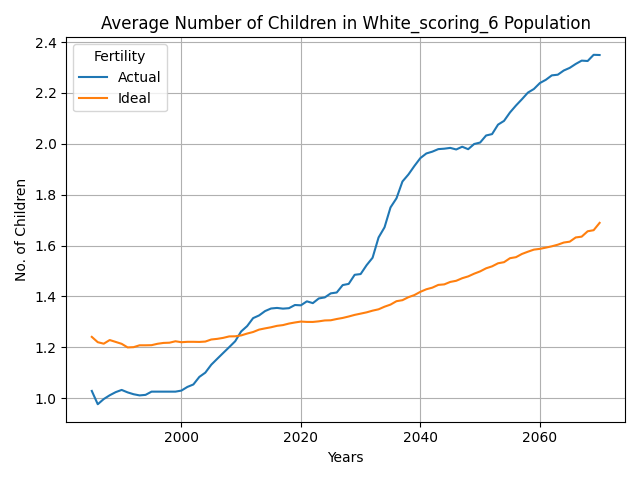 Average Number of Children in White_scoring_6 Population
Fertility
Actual
Ideal
No. of Children
2.4
2.2
2.0
1.8
1.6
1.4
1.2
1.0
2000 2020 2040 2060
Years